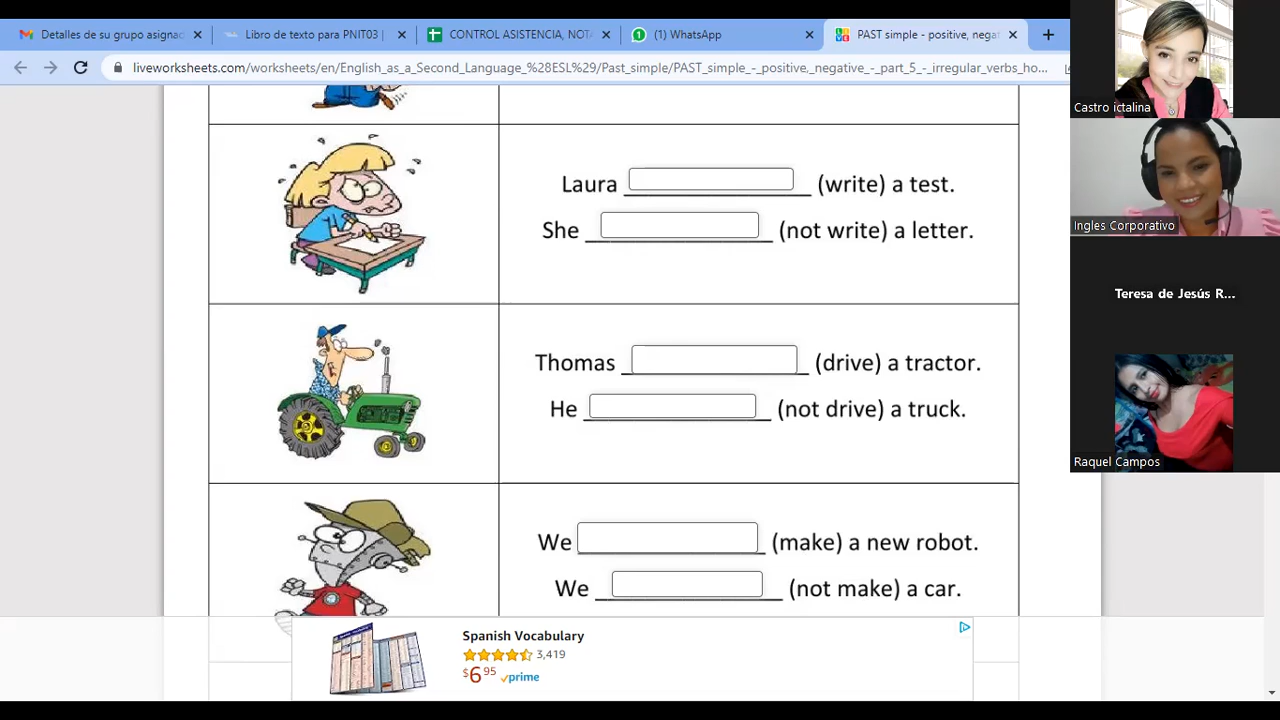 Detalles de su grupo asignac
Libro de texto para PNIT03 |
CONTROL ASISTENCIA, NOT
(1) WhatsApp
PAST simple - positive, negat
liveworksheets.com/worksheets/en/English_as_a_Second_Language_%28ESL%29/Past_simple/PAST_simple_-_positive,_negative_-_part_5_-_irregular_verbs_ho...
Castro ictalina
Ingles Corporativo
Teresa de Jesús R...
Raquel Campos
Laura (write) a test.
She (not write) a letter.
Thomas (drive) a tractor.
He (not drive) a truck.
We (make) a new robot.
We (not make) a car.
Spanish Vocabulary
3,419
$6 95 prime